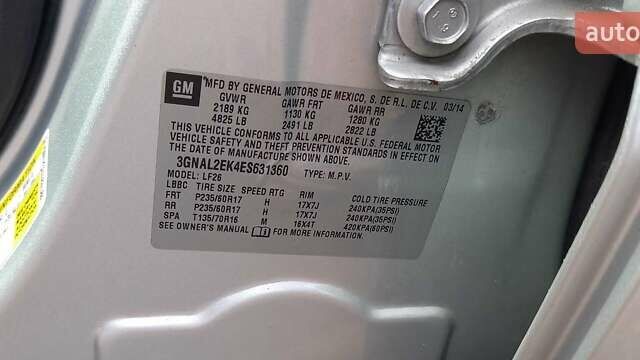 auto
GM
MFD BY GENERAL MOTORS DE MEXICO, S. DE R.L. DE C.V. 03/14
GVWR GAWR FRT GAWR RR
2189 KG 1130 KG 1280 KG
4825 LB 2491 LB 2822 LB
THIS VEHICLE CONFORMS TO ALL APPLICABLE U.S. FEDERAL MOTOR
VEHICLE SAFETY AND THEFT PREVENTION STANDARDS IN EFFECT ON
THE DATE OF MANUFACTURE SHOWN ABOVE.
3GNAL2EK4ES631360 TYPE: M.P.V.
MODEL: LF26
LBBC TIRE SIZE SPEED RTG RIM COLD TIRE PRESSURE
FRT P235/60R17 H 17X7J 240KPA(35PSI)
RR P235/60R17 H 17X7J 240KPA(35PSI)
SPA T135/70R16 M 16X4T 420KPA(60PSI)
SEE OWNER'S MANUAL FOR MORE INFORMATION.